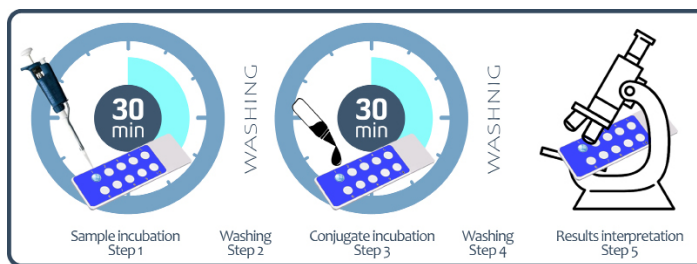 30
min
WASHING
30
min
WASHNIG
Sample incubation
Step 1
Washing
Step 2
Conjugate incubation
Step 3
Washing
Step 4
Results interpretation
Step 5